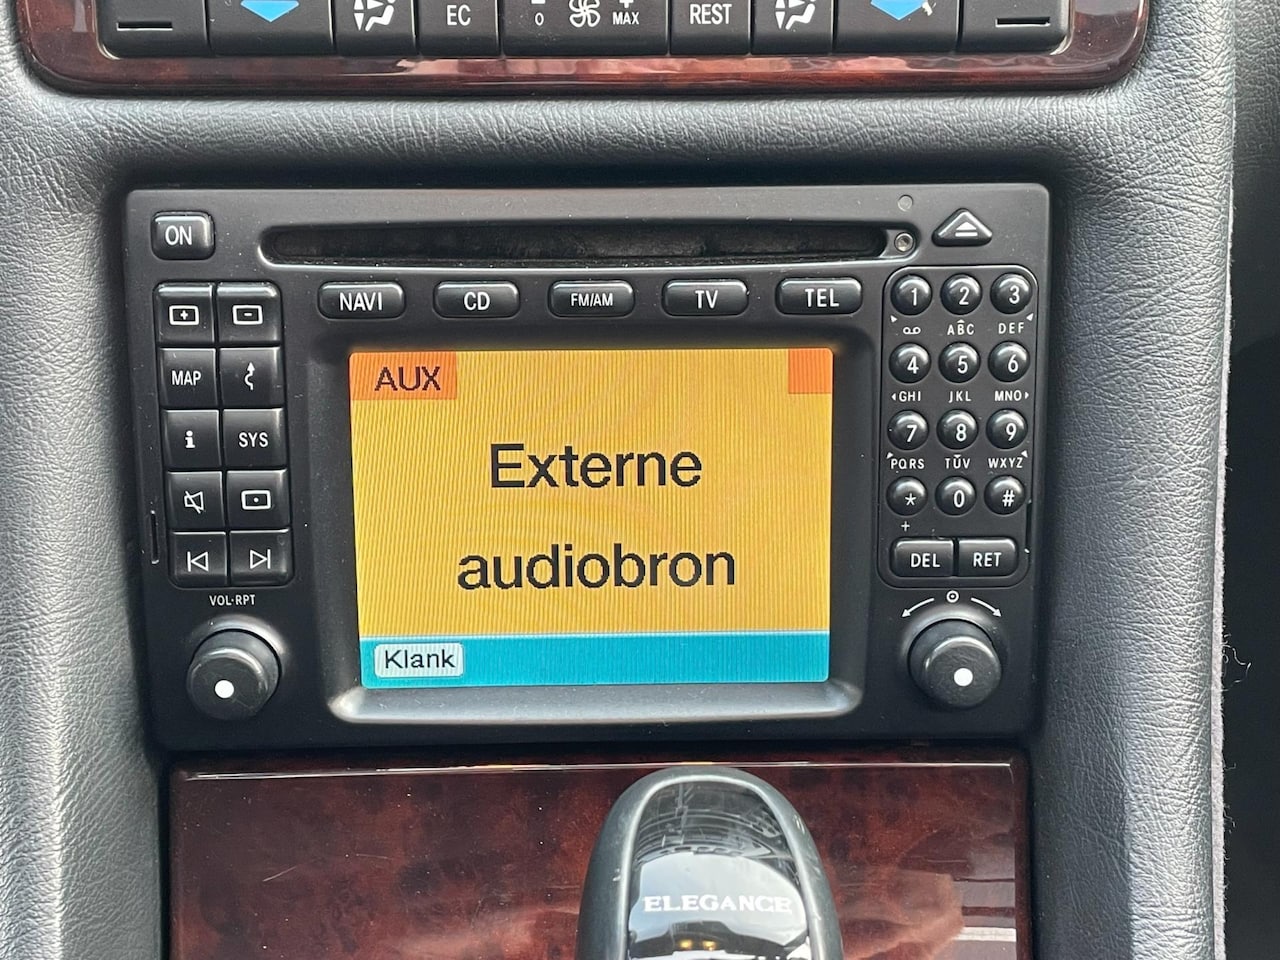 EC
0
MAX
REST
ON
NAVI
CD
FM/AM
TV
TEL
1 2 3
ABC DEF
MAP
4 5 6
GHI JKL MNO
i
SYS
7 8 9
PQRS TUV WXYZ
* 0 #
+
DEL RET
VOL·RPT
AUX
Externe
audiobron
Klank
ELEGANCE